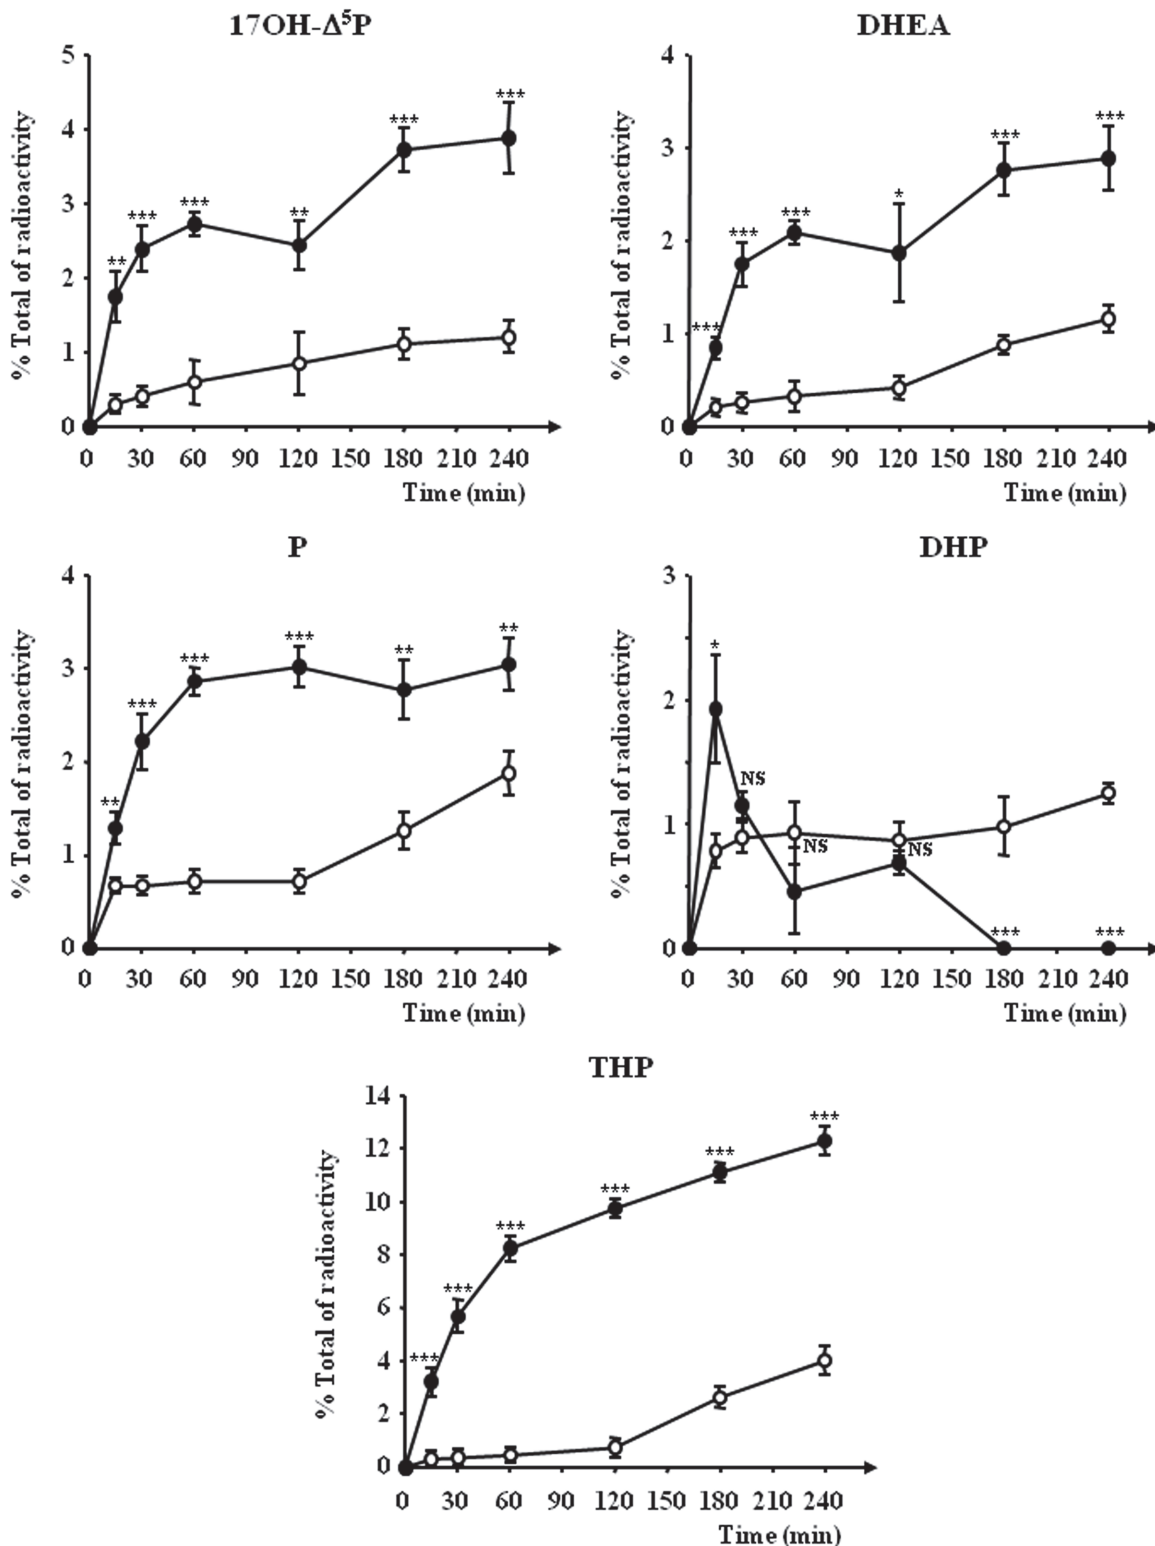 17OH-Δ⁵P
5
4
3
2
1
0
% Total of radioactivity
** *** *** ** *** ***
0 30 60 90 120 150 180 210 240
Time (min)
DHEA
4
3
2
1
0
% Total of radioactivity
*** *** *** * *** ***
0 30 60 90 120 150 180 210 240
Time (min)
P
4
3
2
1
0
% Total of radioactivity
** *** *** *** ** **
0 30 60 90 120 150 180 210 240
Time (min)
DHP
3
2
1
0
% Total of radioactivity
* NS NS NS *** ***
0 30 60 90 120 150 180 210 240
Time (min)
THP
14
12
10
8
6
4
2
0
% Total of radioactivity
*** *** *** *** *** ***
0 30 60 90 120 150 180 210 240
Time (min)